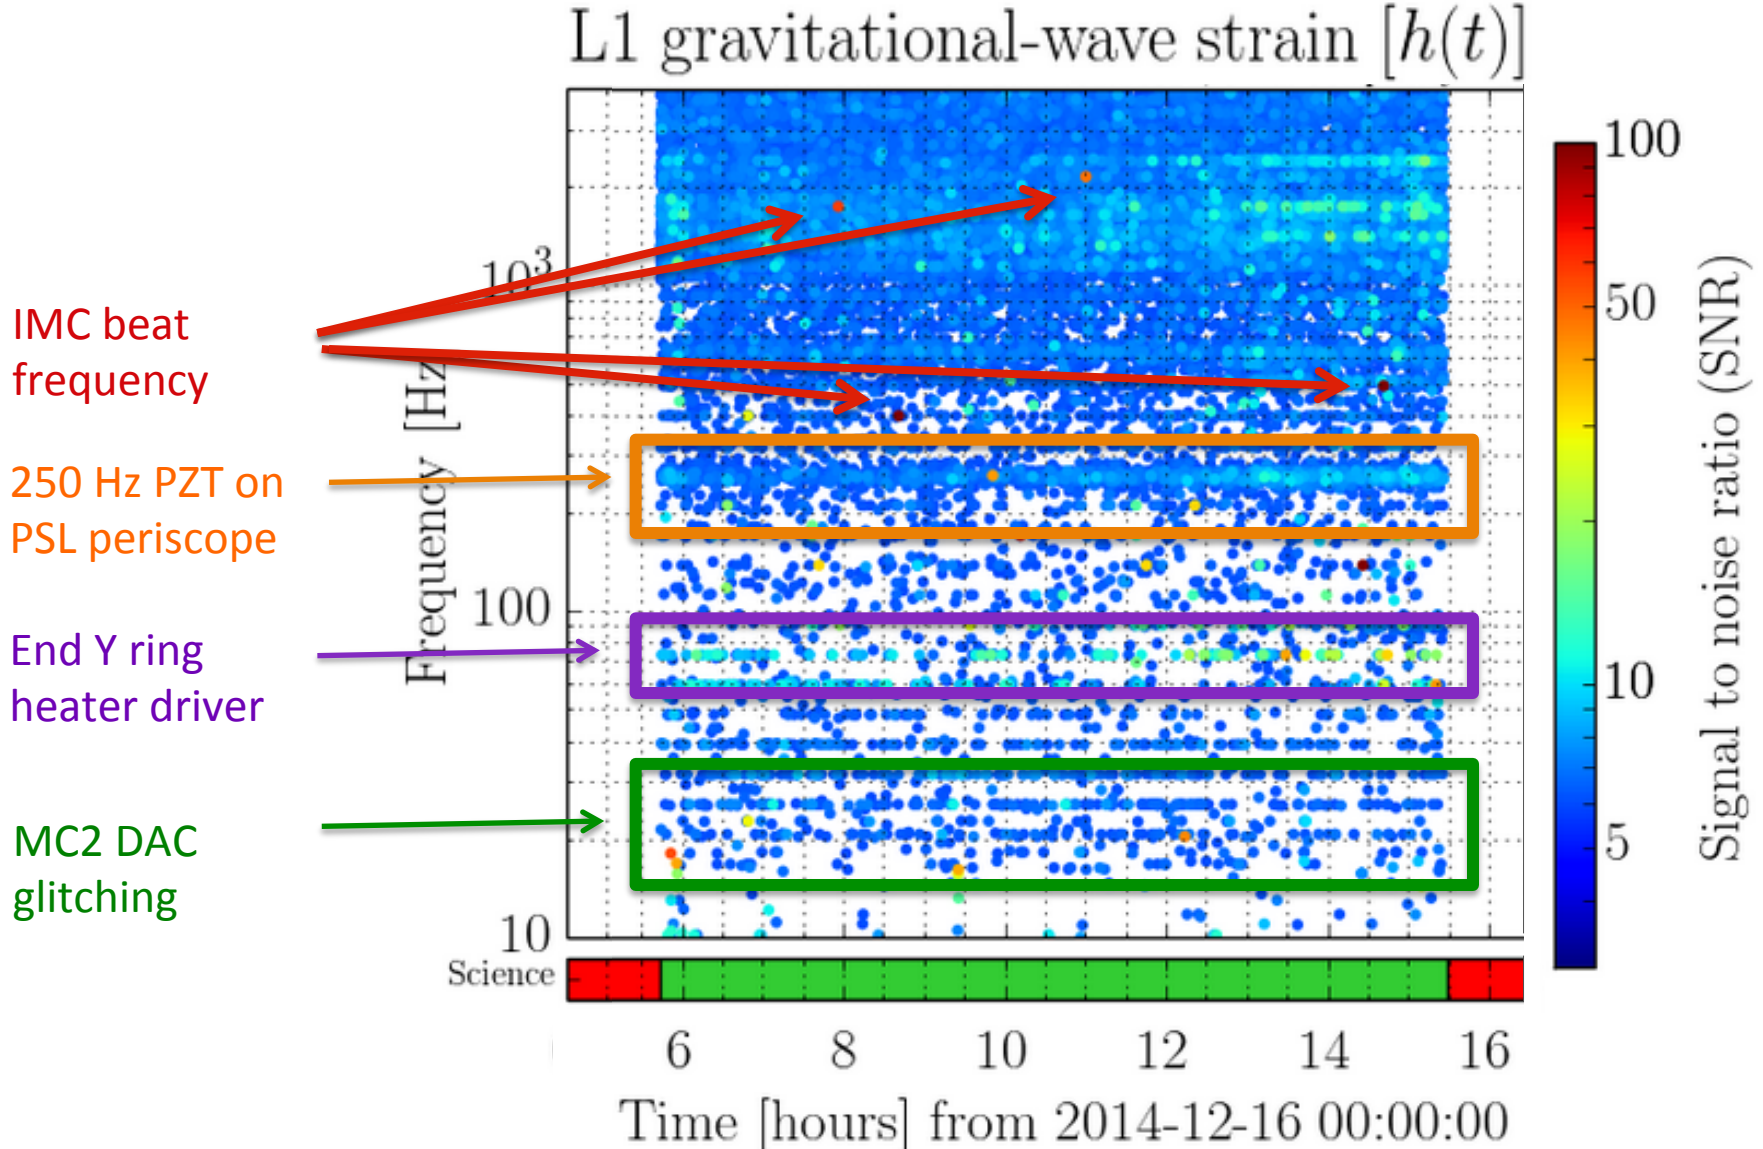 L1 gravitational-wave strain [h(t)]
IMC beat
frequency
250 Hz PZT on
PSL periscope
End Y ring
heater driver
MC2 DAC
glitching
Frequency [Hz
10³
100
10
Science
6 8 10 12 14 16
Time [hours] from 2014-12-16 00:00:00
100
50
10
5
Signal to noise ratio (SNR)